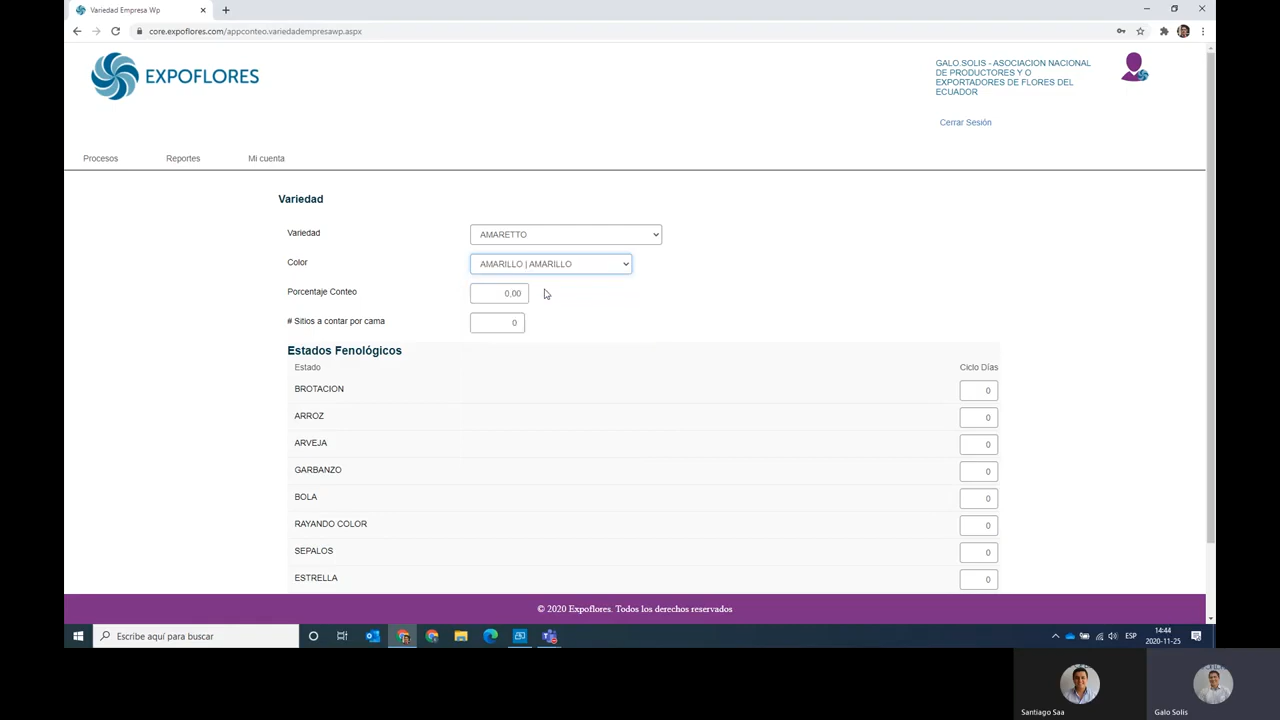 Variedad Empresa Wp
core.expoflores.com/appconteo.variedadempresawp.aspx
EXPOFLORES
GALO.SOLIS - ASOCIACION NACIONAL
DE PRODUCTORES Y O
EXPORTADORES DE FLORES DEL
ECUADOR
Cerrar Sesión
Procesos Reportes Mi cuenta
Variedad
Variedad AMARETTO
Color AMARILLO | AMARILLO
Porcentaje Conteo 0,00
# Sitios a contar por cama 0
Estados Fenológicos
Estado Ciclo Días
BROTACION 0
ARROZ 0
ARVEJA 0
GARBANZO 0
BOLA 0
RAYANDO COLOR 0
SEPALOS 0
ESTRELLA 0
© 2020 Expoflores. Todos los derechos reservados
Escribe aquí para buscar
ESP
14:44
2020-11-25
Santiago Saa
Galo Solis